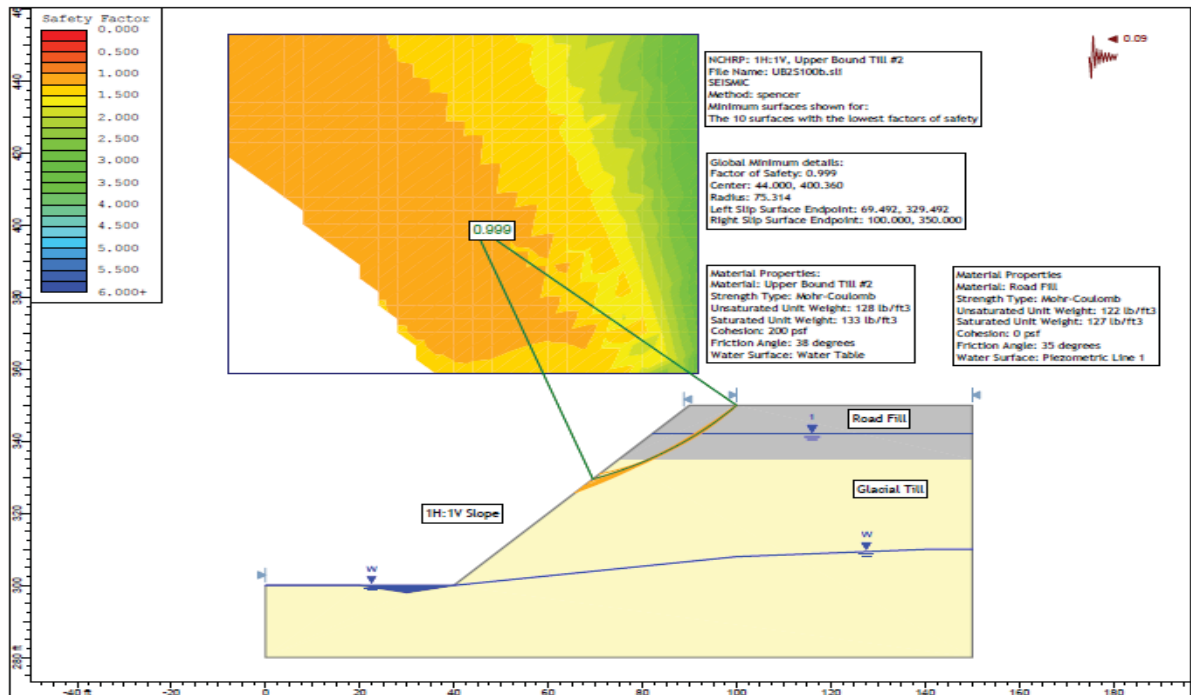 Safety Factor
0.000
0.500
1.000
1.500
2.000
2.500
3.000
3.500
4.000
4.500
5.000
5.500
6.000+
0.09
NCHRP: 1H:1V, Upper Bound Till #2
File Name: UB2S100b.sli
SEISMIC
Method: spencer
Minimum surfaces shown for:
The 10 surfaces with the lowest factors of safety
Global Minimum details:
Factor of Safety: 0.999
Center: 44.000, 400.360
Radius: 75.314
Left Slip Surface Endpoint: 69.492, 329.492
Right Slip Surface Endpoint: 100.000, 350.000
0.999
Material Properties:
Material: Upper Bound Till #2
Strength Type: Mohr-Coulomb
Unsaturated Unit Weight: 128 lb/ft3
Saturated Unit Weight: 133 lb/ft3
Cohesion: 200 psf
Friction Angle: 38 degrees
Water Surface: Water Table
Material Properties
Material: Road Fill
Strength Type: Mohr-Coulomb
Unsaturated Unit Weight: 122 lb/ft3
Saturated Unit Weight: 127 lb/ft3
Cohesion: 0 psf
Friction Angle: 35 degrees
Water Surface: Piezometric Line 1
Road Fill
1
Glacial Till
1H:1V Slope
W
W
440
420
400
380
360
340
320
300
280 ft
-40 ft
-20
0
20
40
60
80
100
120
140
160
180